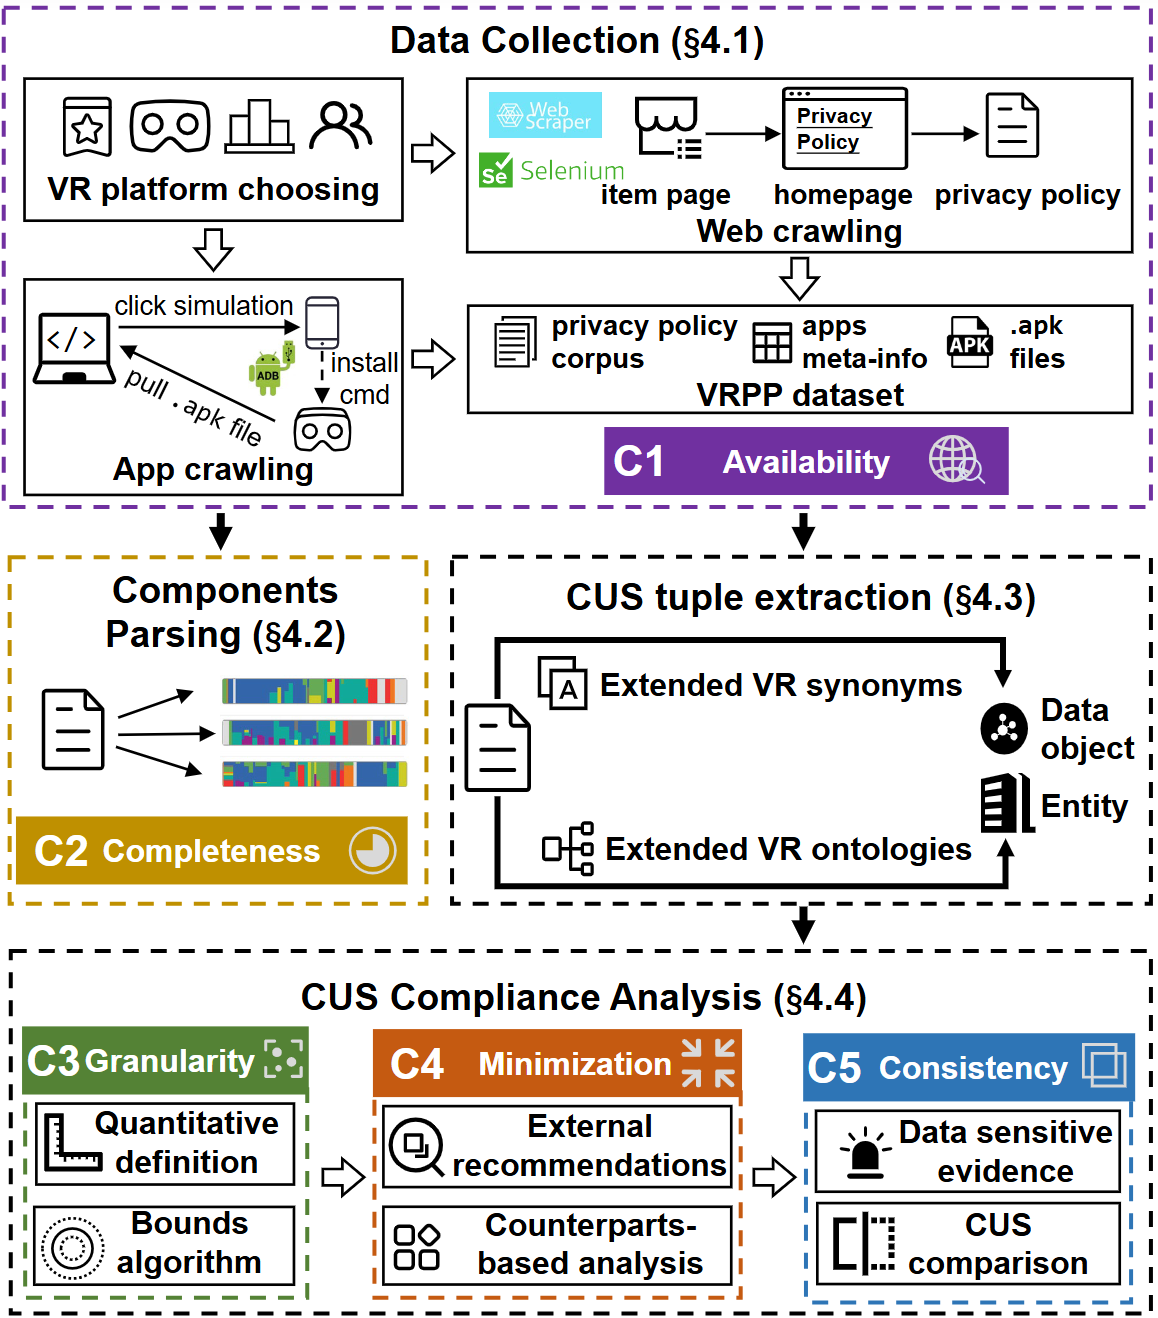 Data Collection (§4.1)
VR platform choosing
Web
Scraper
Se Selenium
Privacy
Policy
item page
homepage
privacy policy
Web crawling
click simulation
</>
ADB
install
cmd
pull .apk file
App crawling
privacy policy
corpus
apps
meta-info
APK
.apk
files
VRPP dataset
C1 Availability
Components
Parsing (§4.2)
C2 Completeness
CUS tuple extraction (§4.3)
A
Extended VR synonyms
Data
object
Entity
Extended VR ontologies
CUS Compliance Analysis (§4.4)
C3 Granularity
Quantitative
definition
Bounds
algorithm
C4 Minimization
External
recommendations
Counterparts-
based analysis
C5 Consistency
Data sensitive
evidence
CUS
comparison